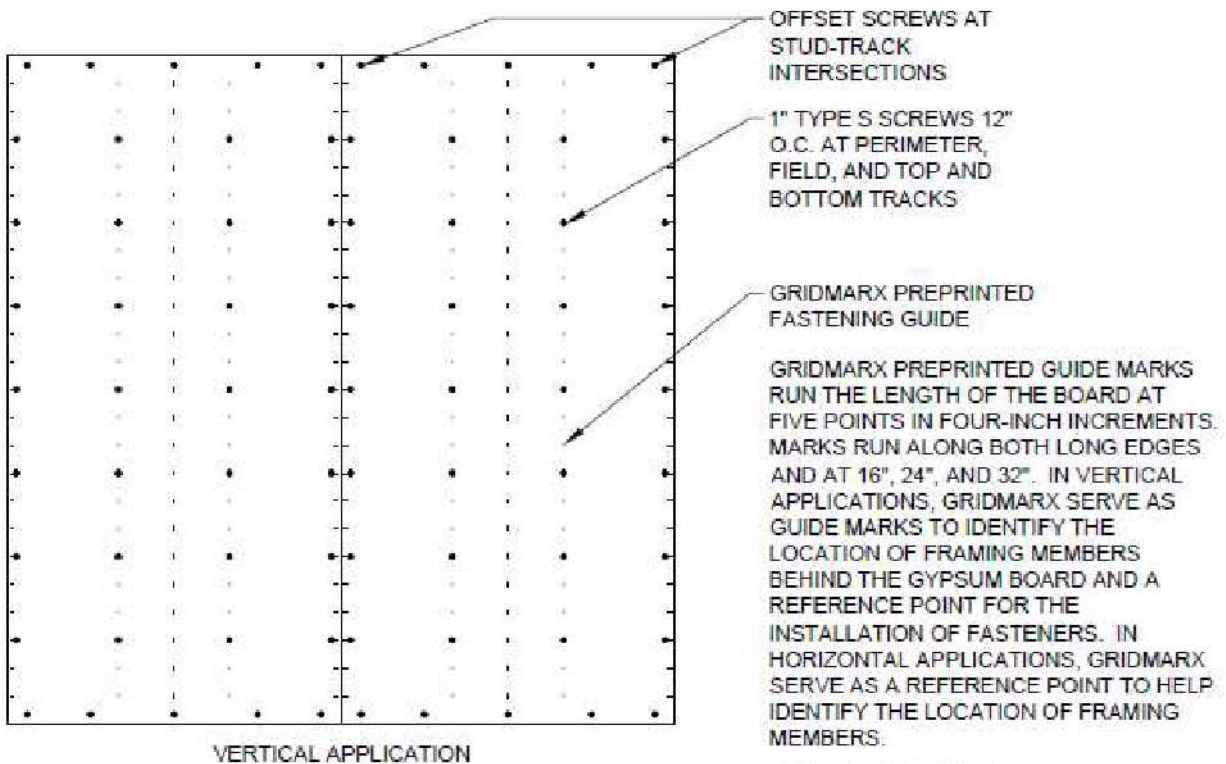 OFFSET SCREWS AT
STUD-TRACK
INTERSECTIONS
1" TYPE S SCREWS 12"
O.C. AT PERIMETER,
FIELD, AND TOP AND
BOTTOM TRACKS
GRIDMARX PREPRINTED
FASTENING GUIDE
GRIDMARX PREPRINTED GUIDE MARKS
RUN THE LENGTH OF THE BOARD AT
FIVE POINTS IN FOUR-INCH INCREMENTS.
MARKS RUN ALONG BOTH LONG EDGES
AND AT 16", 24", AND 32". IN VERTICAL
APPLICATIONS, GRIDMARX SERVE AS
GUIDE MARKS TO IDENTIFY THE
LOCATION OF FRAMING MEMBERS
BEHIND THE GYPSUM BOARD AND A
REFERENCE POINT FOR THE
INSTALLATION OF FASTENERS. IN
HORIZONTAL APPLICATIONS, GRIDMARX
SERVE AS A REFERENCE POINT TO HELP
IDENTIFY THE LOCATION OF FRAMING
MEMBERS.
VERTICAL APPLICATION